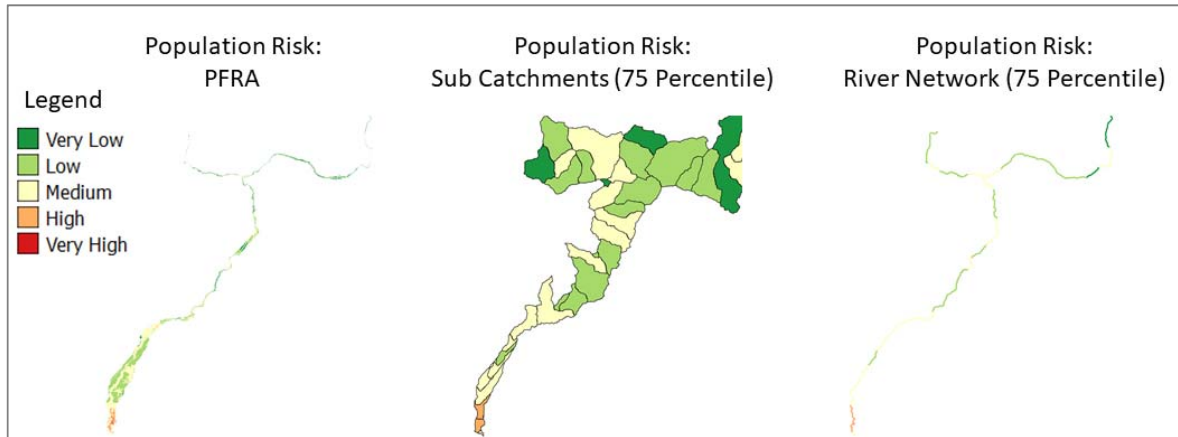 Population Risk:
PFRA
Population Risk:
Sub Catchments (75 Percentile)
Population Risk:
River Network (75 Percentile)
Legend
Very Low
Low
Medium
High
Very High